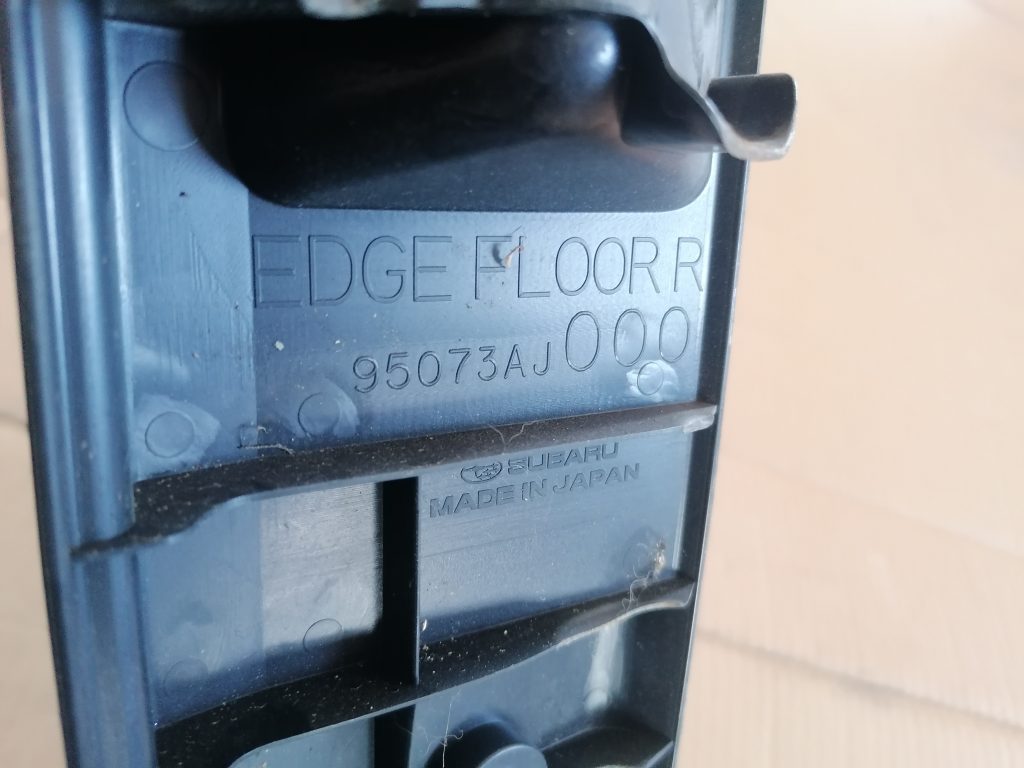 EDGE FLOOR R
95073AJ000
SUBARU
MADE IN JAPAN